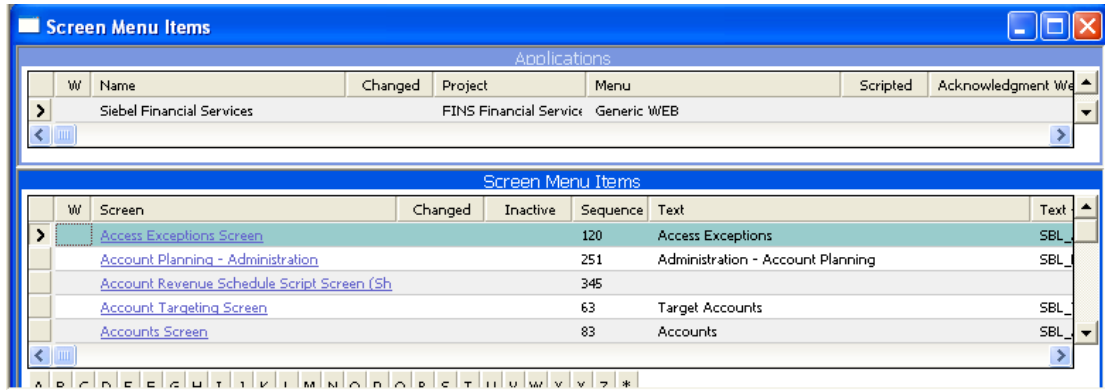 Screen Menu Items
Applications
W Name Changed Project Menu Scripted Acknowledgment We
Siebel Financial Services FINS Financial Service Generic WEB
Screen Menu Items
W Screen Changed Inactive Sequence Text Text
Access Exceptions Screen 120 Access Exceptions SBL_
Account Planning - Administration 251 Administration - Account Planning SBL_
Account Revenue Schedule Script Screen (Sh 345
Account Targeting Screen 63 Target Accounts SBL_
Accounts Screen 83 Accounts SBL_
A B C D E F G H I J K L M N O P Q R S T U V W X Y Z *